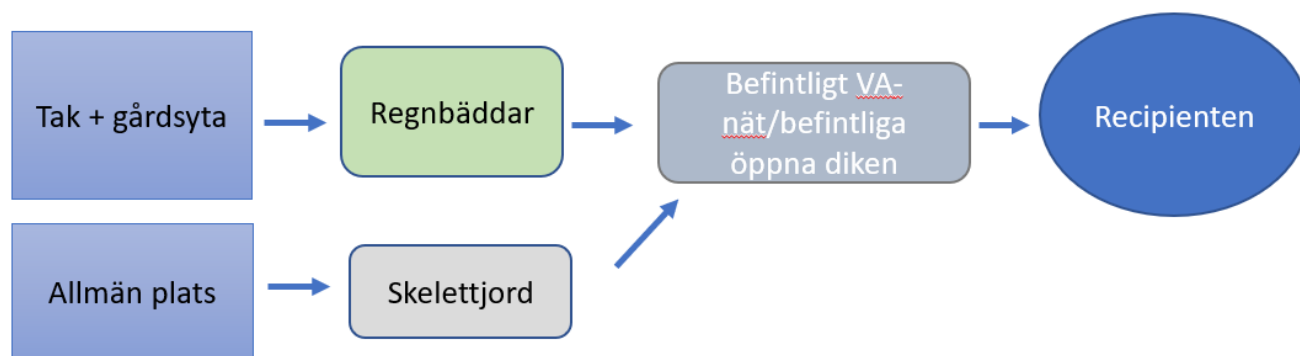 Tak + gårdsyta
Regnbäddar
Befintligt VA-
nät/befintliga
öppna diken
Recipienten
Allmän plats
Skelettjord